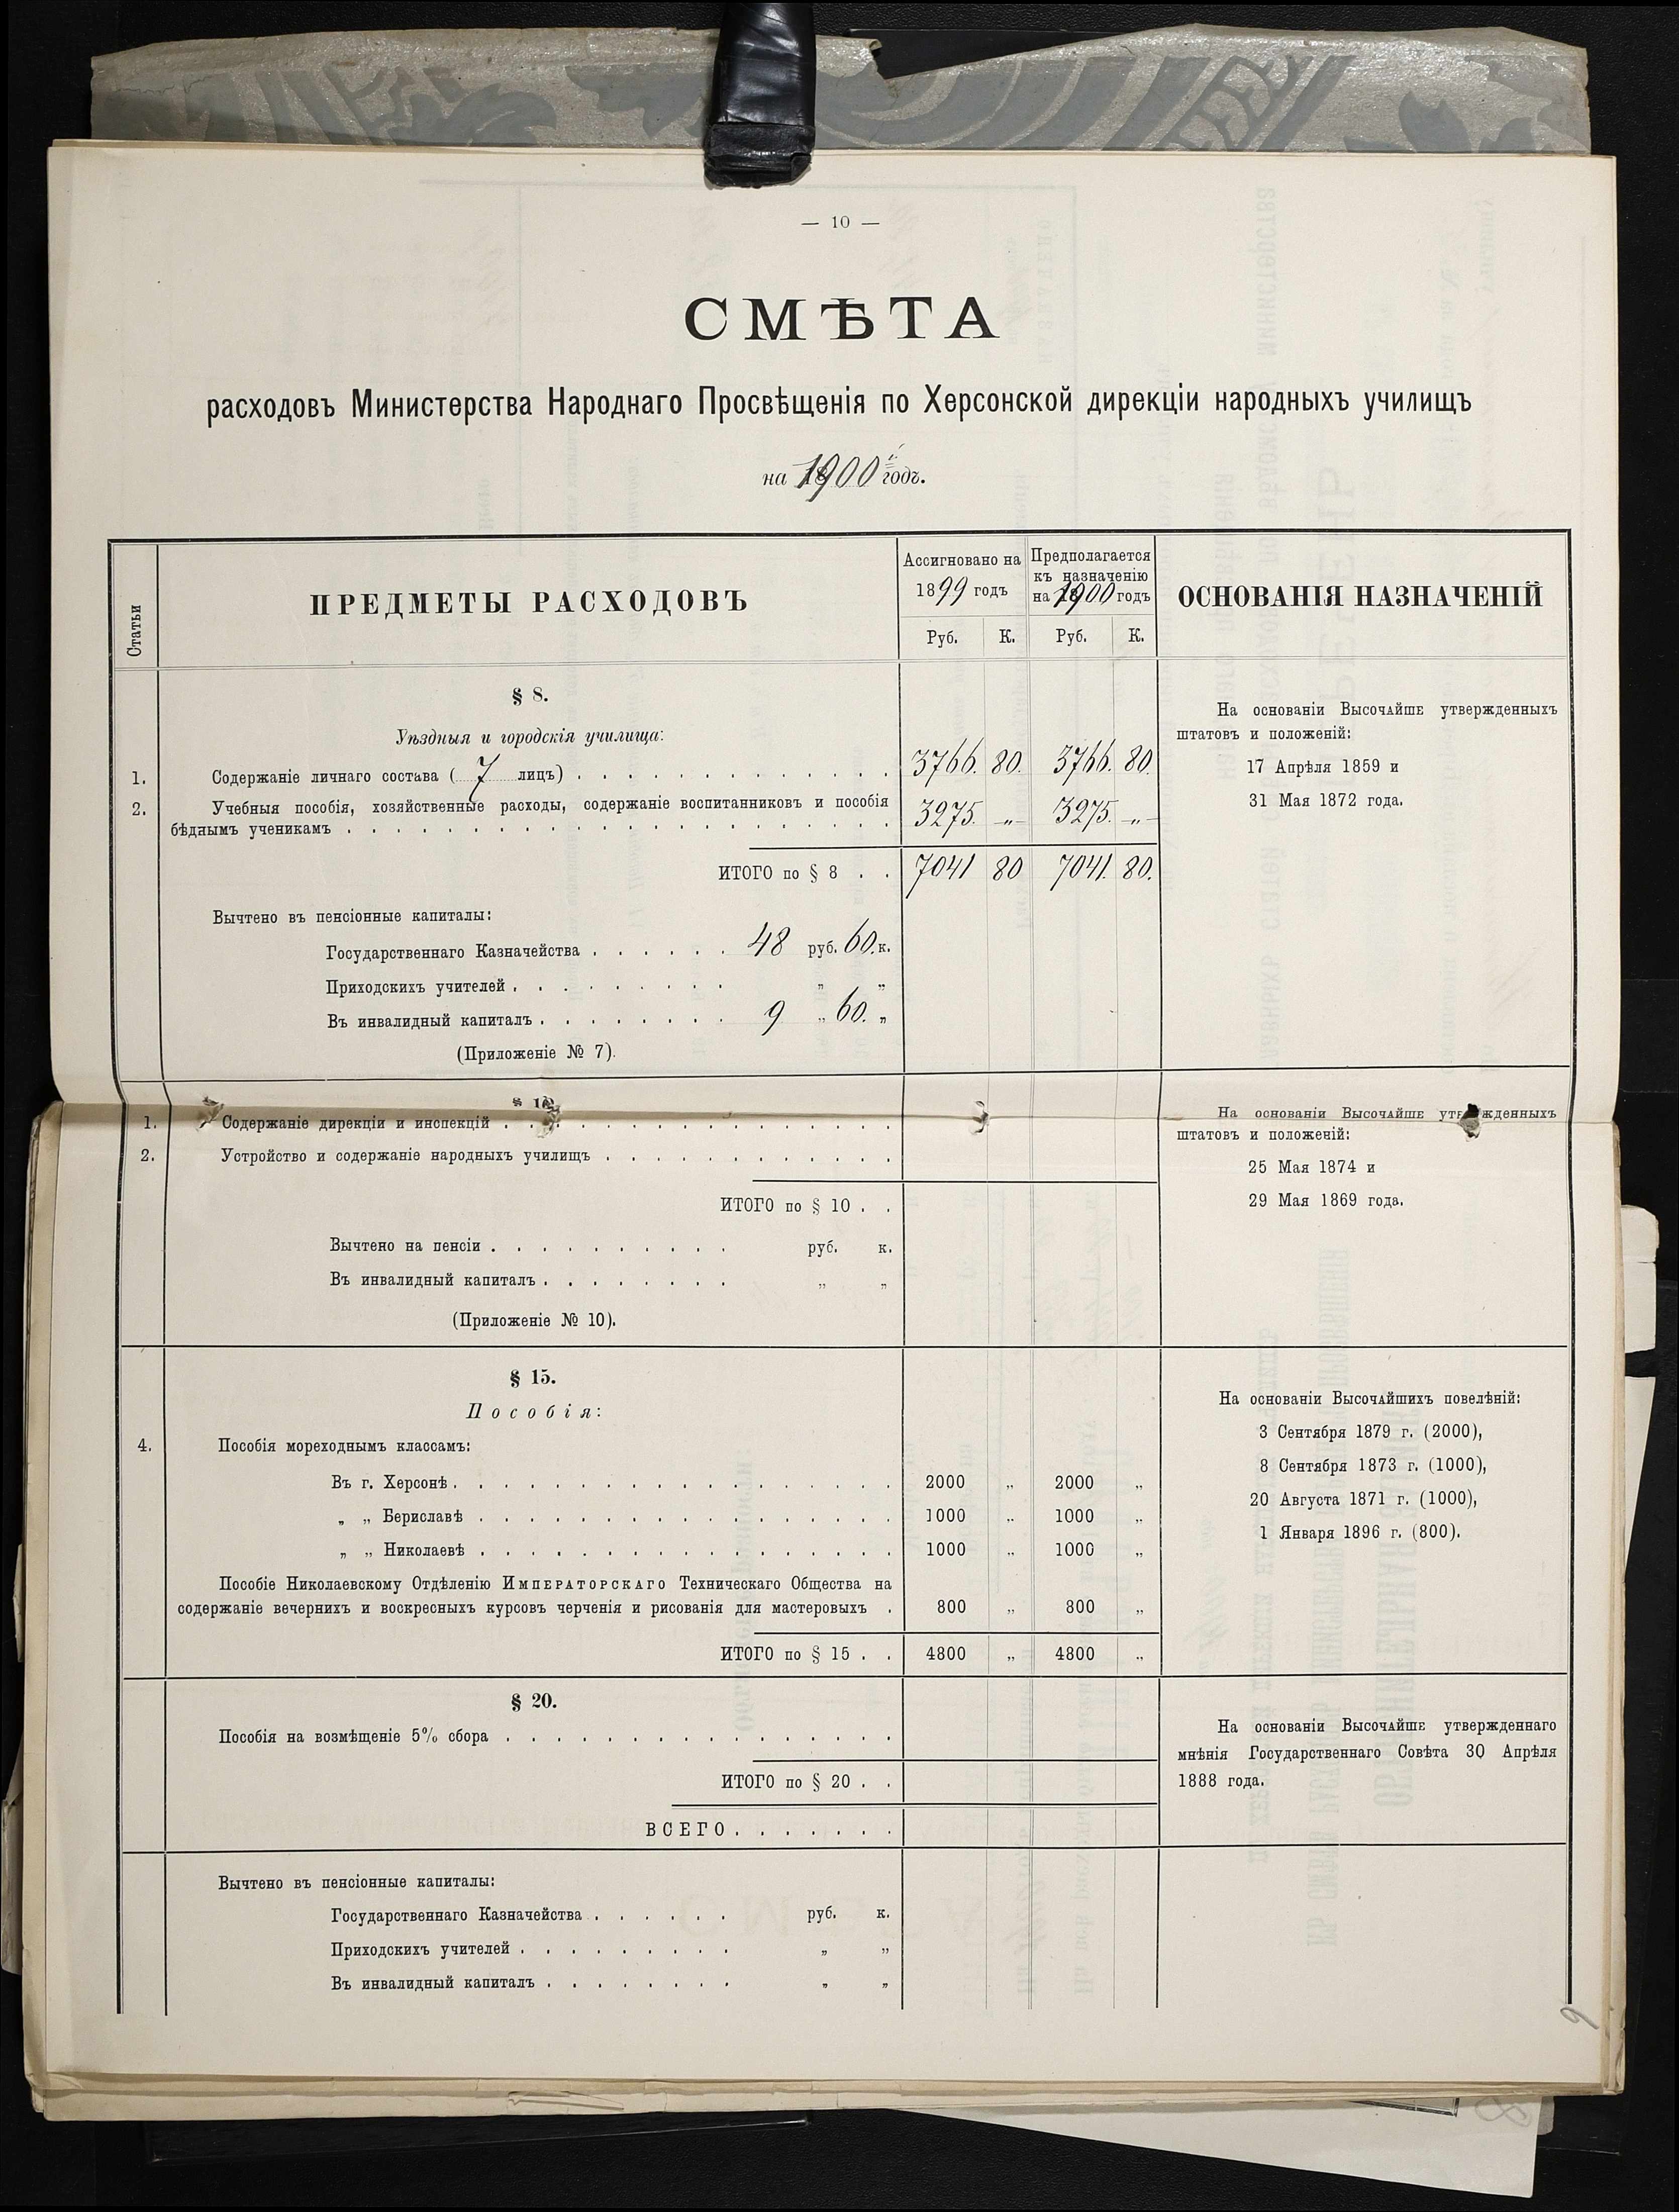 — 10 —
СМѢТА
расходовъ Министерства Народнаго Просвѣщенія по Херсонской дирекціи народныхъ училищъ
на 1900 годъ.
Статьи
ПРЕДМЕТЫ РАСХОДОВЪ
Ассигновано на 1899 годъ
Предполагается къ назначенію на 1900 годъ
ОСНОВАНІЯ НАЗНАЧЕНІЙ
Руб. К. Руб. К.
§ 8.
Уѣздныя и городскія училища:
1. Содержаніе личнаго состава ( 7 лицъ) . . . . . . . . . . . . . 3766. 80. 3766. 80.
2. Учебныя пособія, хозяйственные расходы, содержаніе воспитанниковъ и пособія
бѣднымъ ученикамъ . . . . . . . . . . . . . . . . . . . . . . 3275. „ 3275. „
ИТОГО по § 8 . . 7041 80 7041. 80.
Вычтено въ пенсіонные капиталы:
Государственнаго Казначейства . . . . . . 48 руб. 60. к.
Приходскихъ учителей . . . . . . . . . „ „
Въ инвалидный капиталъ . . . . . . . . 9 „ 60. „
(Приложеніе № 7).
На основаніи Высочайше утвержденныхъ
штатовъ и положеній:
17 Апрѣля 1859 и
31 Мая 1872 года.
1. Содержаніе дирекціи и инспекцій . . . . . . . . . . . . . . . .
2. Устройство и содержаніе народныхъ училищъ . . . . . . . . . . . .
ИТОГО по § 10 . .
Вычтено на пенсіи . . . . . . . . . . руб. к.
Въ инвалидный капиталъ . . . . . . . . „ „
(Приложеніе № 10).
На основаніи Высочайше утвержденныхъ
штатовъ и положеній:
25 Мая 1874 и
29 Мая 1869 года.
§ 15.
Пособія:
4. Пособія мореходнымъ классамъ:
Въ г. Херсонѣ . . . . . . . . . . . . . . . . . . 2000 „ 2000 „
„ „ Бериславѣ . . . . . . . . . . . . . . . . . 1000 „ 1000 „
„ „ Николаевѣ . . . . . . . . . . . . . . . . . 1000 „ 1000 „
Пособіе Николаевскому Отдѣленію Императорскаго Техническаго Общества на
содержаніе вечернихъ и воскресныхъ курсовъ черченія и рисованія для мастеровыхъ . 800 „ 800 „
ИТОГО по § 15 . . 4800 „ 4800 „
На основаніи Высочайшихъ повелѣній:
3 Сентября 1879 г. (2000),
8 Сентября 1873 г. (1000),
20 Августа 1871 г. (1000),
1 Января 1896 г. (800).
§ 20.
Пособія на возмѣщеніе 5% сбора . . . . . . . . . . . . . . . .
ИТОГО по § 20 . .
ВСЕГО . . . . . . .
На основаніи Высочайше утвержденнаго
мнѣнія Государственнаго Совѣта 30 Апрѣля
1888 года.
Вычтено въ пенсіонные капиталы:
Государственнаго Казначейства . . . . . . руб. к.
Приходскихъ учителей . . . . . . . . . „ „
Въ инвалидный капиталъ . . . . . . . . „ „
9